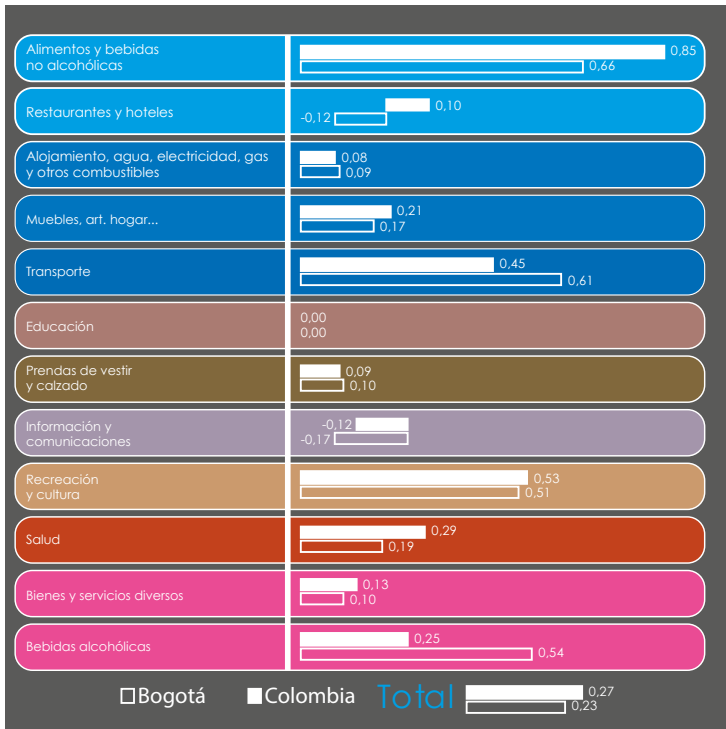 Alimentos y bebidas
no alcohólicas
0,85
0,66
Restaurantes y hoteles
0,10
-0,12
Alojamiento, agua, electricidad, gas
y otros combustibles
0,08
0,09
Muebles, art. hogar...
0,21
0,17
Transporte
0,45
0,61
Educación
0,00
0,00
Prendas de vestir
y calzado
0,09
0,10
Información y
comunicaciones
-0,12
-0,17
Recreación
y cultura
0,53
0,51
Salud
0,29
0,19
Bienes y servicios diversos
0,13
0,10
Bebidas alcohólicas
0,25
0,54
Bogotá Colombia Total
0,27
0,23